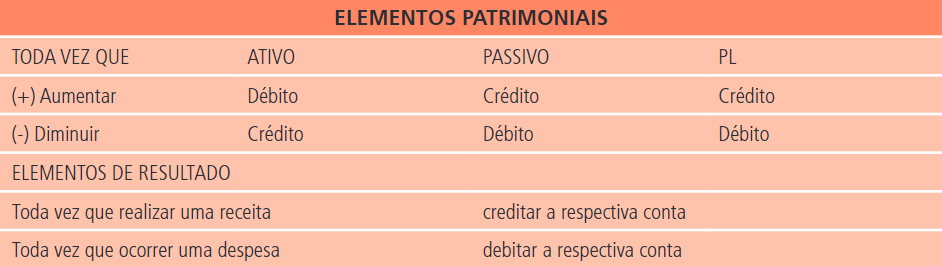 ELEMENTOS PATRIMONIAIS
TODA VEZ QUE ATIVO PASSIVO PL
(+) Aumentar Débito Crédito Crédito
(-) Diminuir Crédito Débito Débito
ELEMENTOS DE RESULTADO
Toda vez que realizar uma receita creditar a respectiva conta
Toda vez que ocorrer uma despesa debitar a respectiva conta